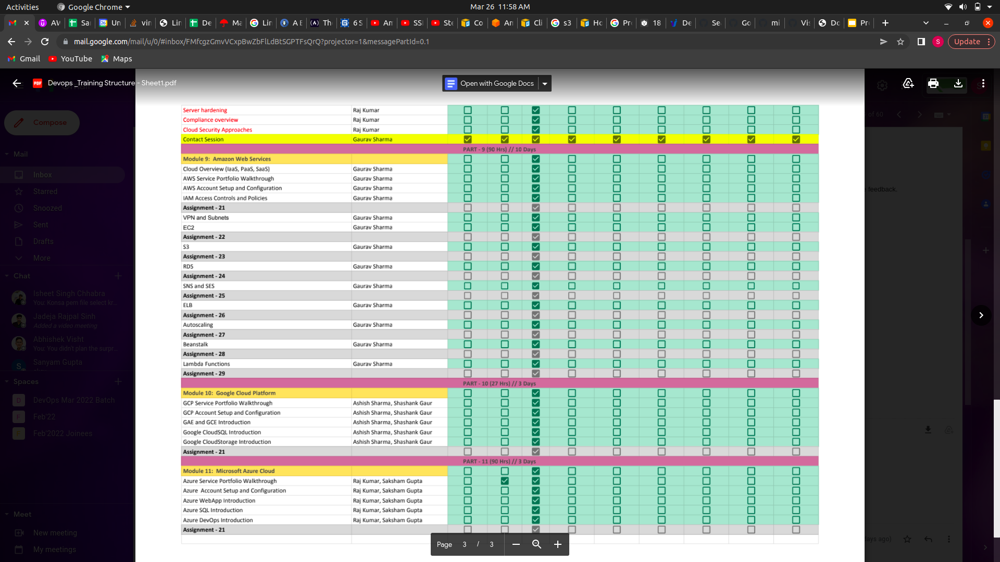 Activities
Google Chrome
Mar 26 11:58 AM
AV
Sa
Un
vin
Lin
De
Ma
Lin
A E
Th
6 S
An
SSI
Ste
Co
An
Cli
s3
Ho
Pr
18
De
Se
Go
mi
Vis
Do
Pr
mail.google.com/mail/u/0/#inbox/FMfcgzGmvVCxpBwZbFlLdBtSGPTFsQrQ?projector=1&messagePartId=0.1
S
Update
Gmail
YouTube
Maps
PDF
Devops _Training Structure - Sheet1.pdf
Open with Google Docs
of 60
Compose
Mail
Inbox
Starred
Snoozed
Sent
Drafts
More
Chat
Isheet Singh Chhabra
You: Konsa pem file select kr...
Jadeja Rajpal Sinh
Added a video meeting
Abhishek Visht
You: You didn't plan the surpr...
S
Sanyam Gupta
Spaces
D
DevOps Mar 2022 Batch
F
Feb'22
Feb'2022 Joinees
Meet
New meeting
My meetings
feedback.
days ago)
Server hardening Raj Kumar
Compliance overview Raj Kumar
Cloud Security Approaches Raj Kumar
Contact Session Gaurav Sharma
PART - 9 (90 Hrs) // 10 Days
Module 9: Amazon Web Services
Cloud Overview (IaaS, PaaS, SaaS) Gaurav Sharma
AWS Service Portfolio Walkthrough Gaurav Sharma
AWS Account Setup and Configuration Gaurav Sharma
IAM Access Controls and Policies Gaurav Sharma
Assignment - 21
VPN and Subnets Gaurav Sharma
EC2 Gaurav Sharma
Assignment - 22
S3 Gaurav Sharma
Assignment - 23
RDS Gaurav Sharma
Assignment - 24
SNS and SES Gaurav Sharma
Assignment - 25
ELB Gaurav Sharma
Assignment - 26
Autoscaling Gaurav Sharma
Assignment - 27
Beanstalk Gaurav Sharma
Assignment - 28
Lambda Functions Gaurav Sharma
Assignment - 29
PART - 10 (27 Hrs) // 3 Days
Module 10: Google Cloud Platform
GCP Service Portfolio Walkthrough Ashish Sharma, Shashank Gaur
GCP Account Setup and Configuration Ashish Sharma, Shashank Gaur
GAE and GCE Introduction Ashish Sharma, Shashank Gaur
Google CloudSQL Introduction Ashish Sharma, Shashank Gaur
Google CloudStorage Introduction Ashish Sharma, Shashank Gaur
Assignment - 21
PART - 11 (90 Hrs) // 3 Days
Module 11: Microsoft Azure Cloud
Azure Service Portfolio Walkthrough Raj Kumar, Saksham Gupta
Azure Account Setup and Configuration Raj Kumar, Saksham Gupta
Azure WebApp Introduction Raj Kumar, Saksham Gupta
Azure SQL Introduction Raj Kumar, Saksham Gupta
Azure DevOps Introduction Raj Kumar, Saksham Gupta
Assignment - 21
Page 3 / 3